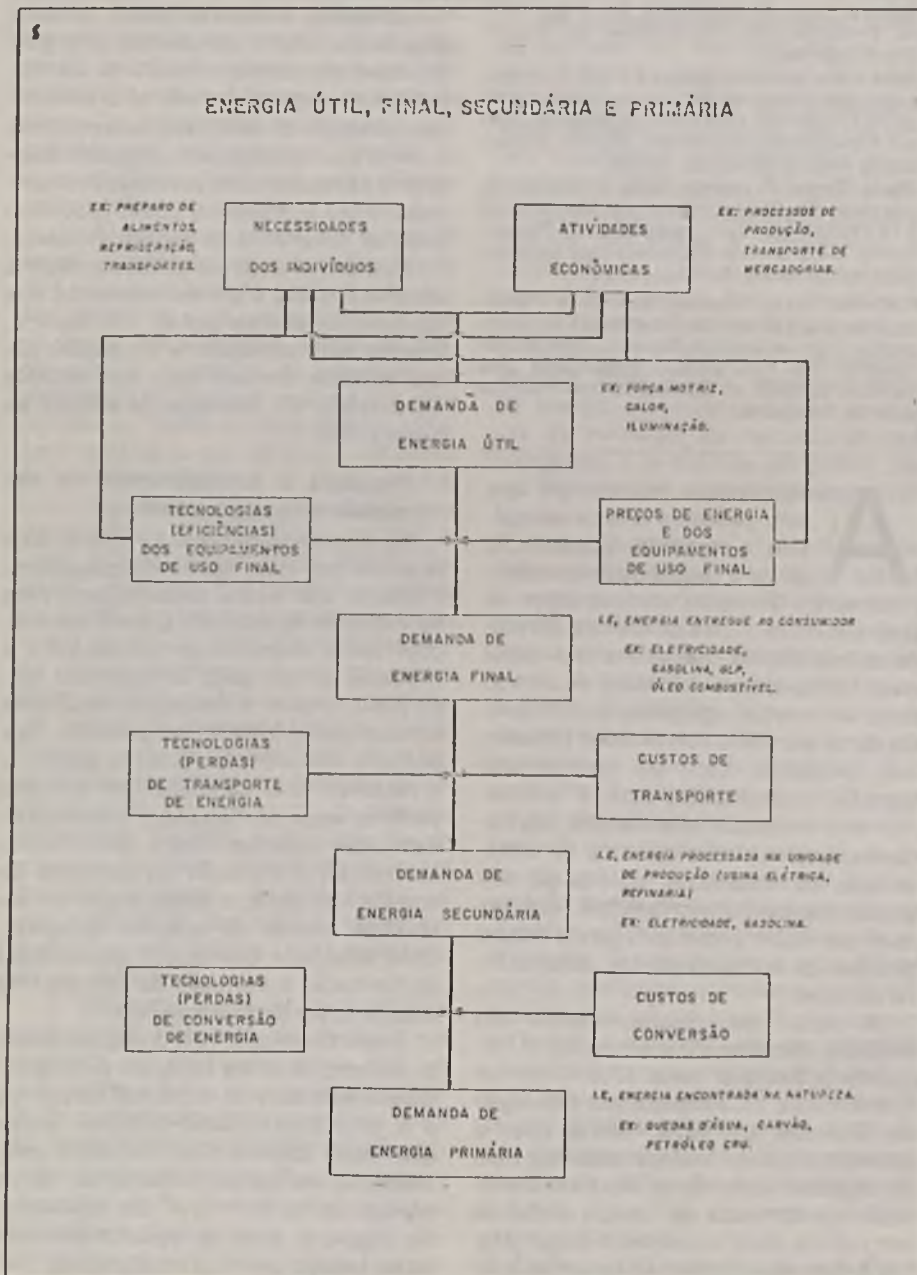 ENERGIA ÚTIL, FINAL, SECUNDÁRIA E PRIMÁRIA
EX: PREPARO DE
ALIMENTOS,
REFRIGERAÇÃO,
TRANSPORTES.
NECESSIDADES
DOS INDIVÍDUOS
ATIVIDADES
ECONÔMICAS
EX: PROCESSOS DE
PRODUÇÃO,
TRANSPORTE DE
MERCADORIAS.
DEMANDA DE
ENERGIA ÚTIL
EX: FORÇA MOTRIZ,
CALOR,
ILUMINAÇÃO.
TECNOLOGIAS
(EFICIÊNCIAS)
DOS EQUIPAMENTOS
DE USO FINAL
PREÇOS DE ENERGIA
E DOS
EQUIPAMENTOS
DE USO FINAL
DEMANDA DE
ENERGIA FINAL
I.E, ENERGIA ENTREGUE AO CONSUMIDOR
EX: ELETRICIDADE,
GASOLINA, GLP,
ÓLEO COMBUSTÍVEL.
TECNOLOGIAS
(PERDAS)
DE TRANSPORTE
DE ENERGIA
CUSTOS DE
TRANSPORTE
DEMANDA DE
ENERGIA SECUNDÁRIA
I.E, ENERGIA PROCESSADA NA UNIDADE
DE PRODUÇÃO (USINA ELÉTRICA,
REFINARIA)
EX: ELETRICIDADE, GASOLINA.
TECNOLOGIAS
(PERDAS)
DE CONVERSÃO
DE ENERGIA
CUSTOS DE
CONVERSÃO
DEMANDA DE
ENERGIA PRIMÁRIA
I.E, ENERGIA ENCONTRADA NA NATUREZA.
EX: QUEDAS D'ÁGUA, CARVÃO,
PETRÓLEO CRU.